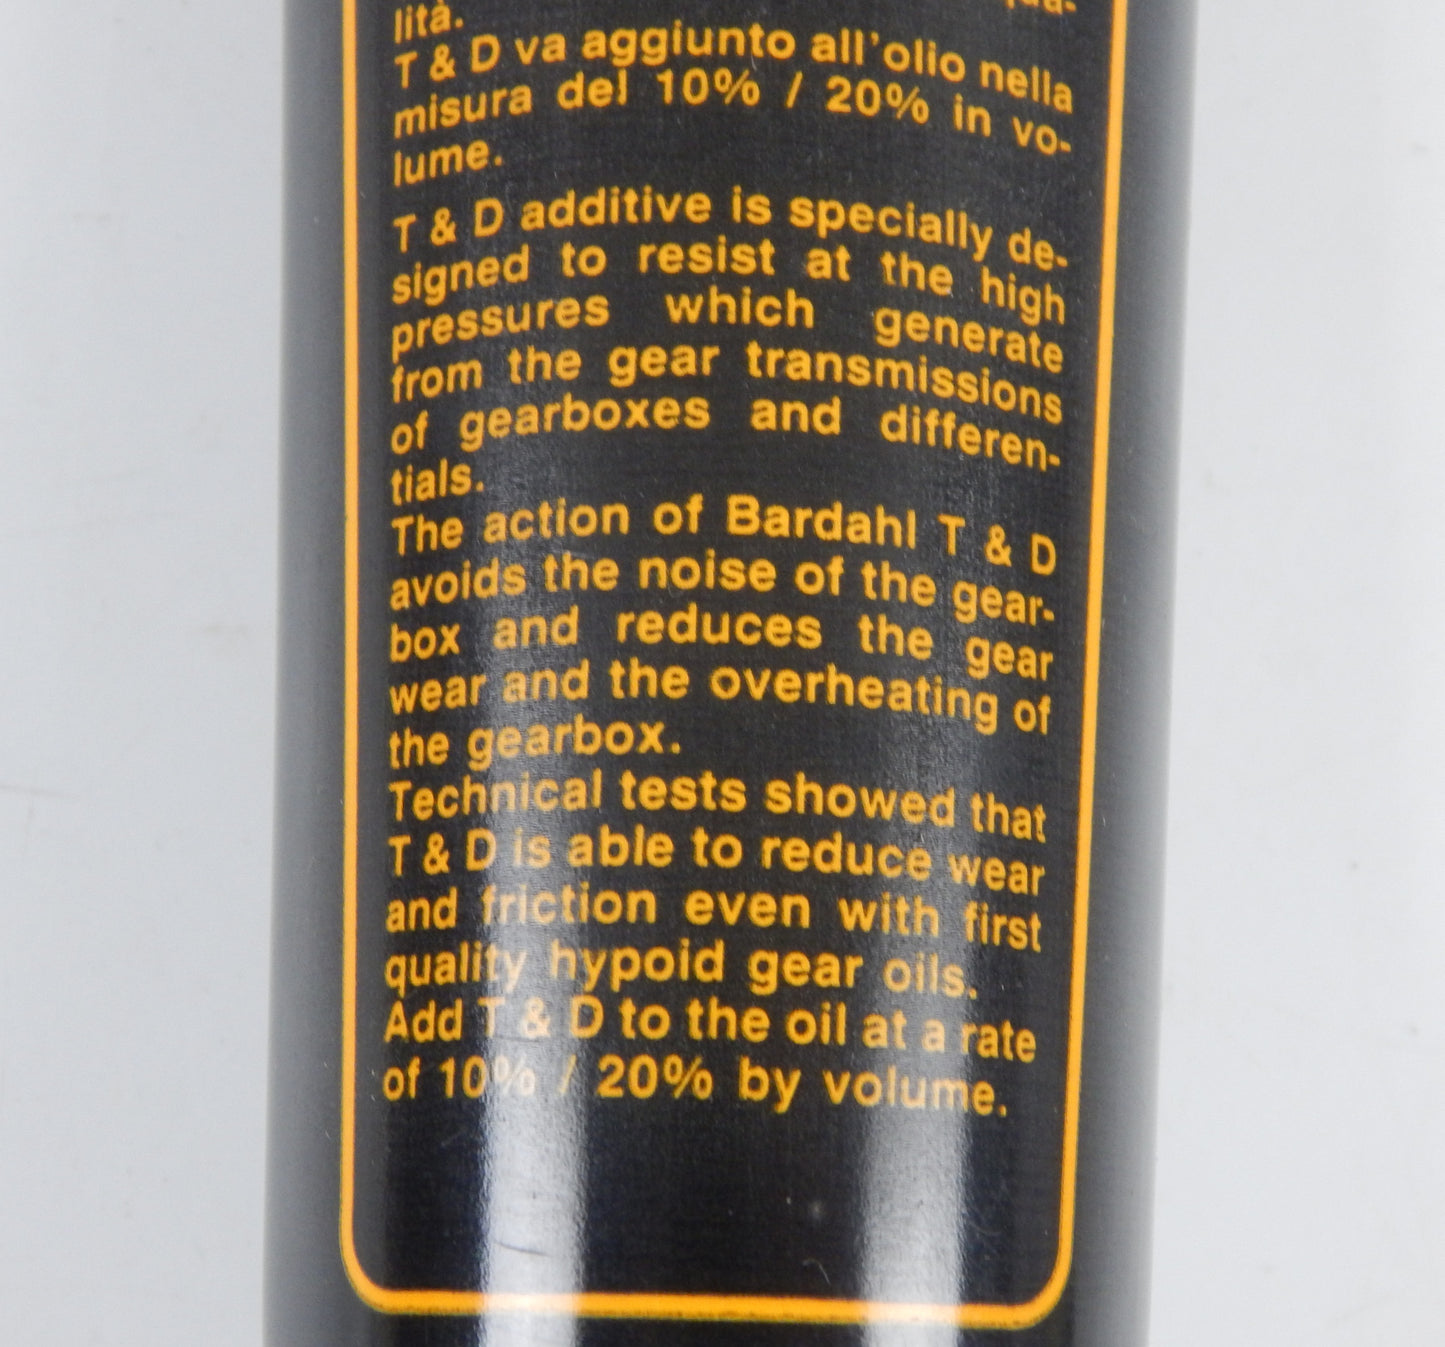 lità.
T & D va aggiunto all'olio nella
misura del 10% / 20% in vo-
lume.
T & D additive is specially de-
signed to resist at the high
pressures which generate
from the gear transmissions
of gearboxes and differen-
tials.
The action of Bardahl T & D
avoids the noise of the gear-
box and reduces the gear
wear and the overheating of
the gearbox.
Technical tests showed that
T & D is able to reduce wear
and friction even with first
quality hypoid gear oils.
Add T & D to the oil at a rate
of 10% / 20% by volume.